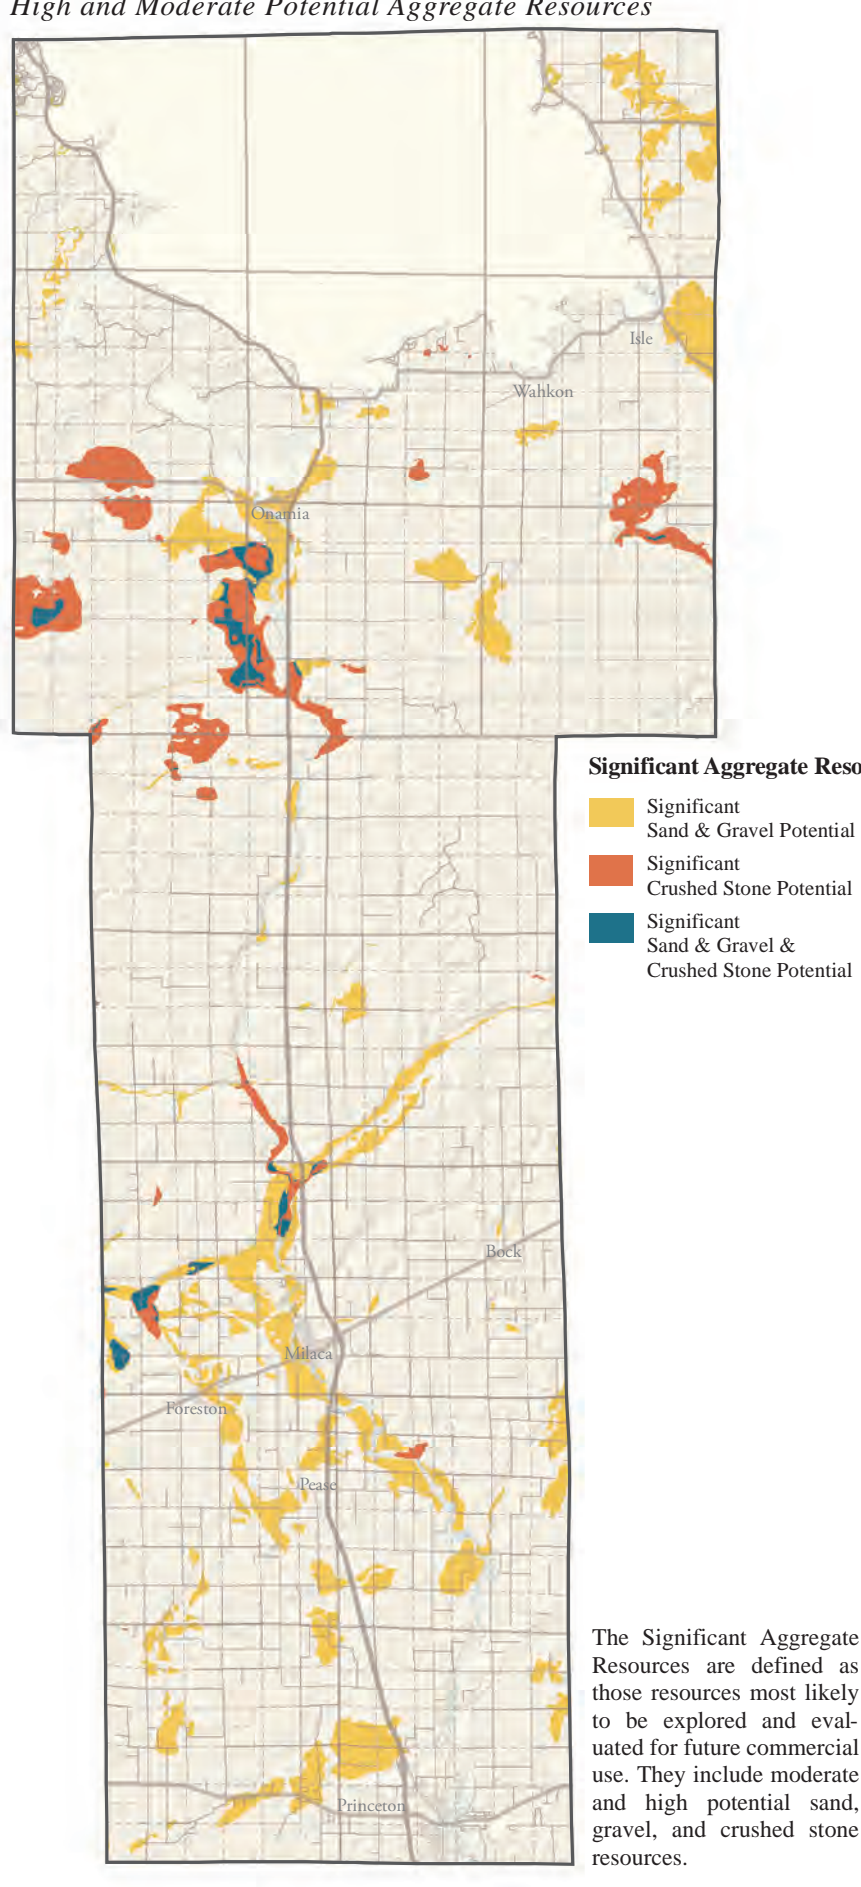 High and Moderate Potential Aggregate Resources
Isle
Wahkon
Onamia
Significant Aggregate Reso
Significant
Sand & Gravel Potential
Significant
Crushed Stone Potential
Significant
Sand & Gravel &
Crushed Stone Potential
Bock
Milaca
Foreston
Pease
The Significant Aggregate
Resources are defined as
those resources most likely
to be explored and eval-
uated for future commercial
use. They include moderate
and high potential sand,
gravel, and crushed stone
resources.
Princeton